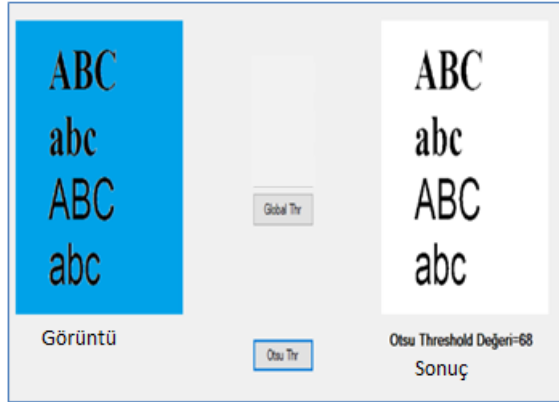 ABC
abc
ABC
abc
Görüntü
Global Thr
Otsu Thr
ABC
abc
ABC
abc
Otsu Threshold Değeri=68
Sonuç